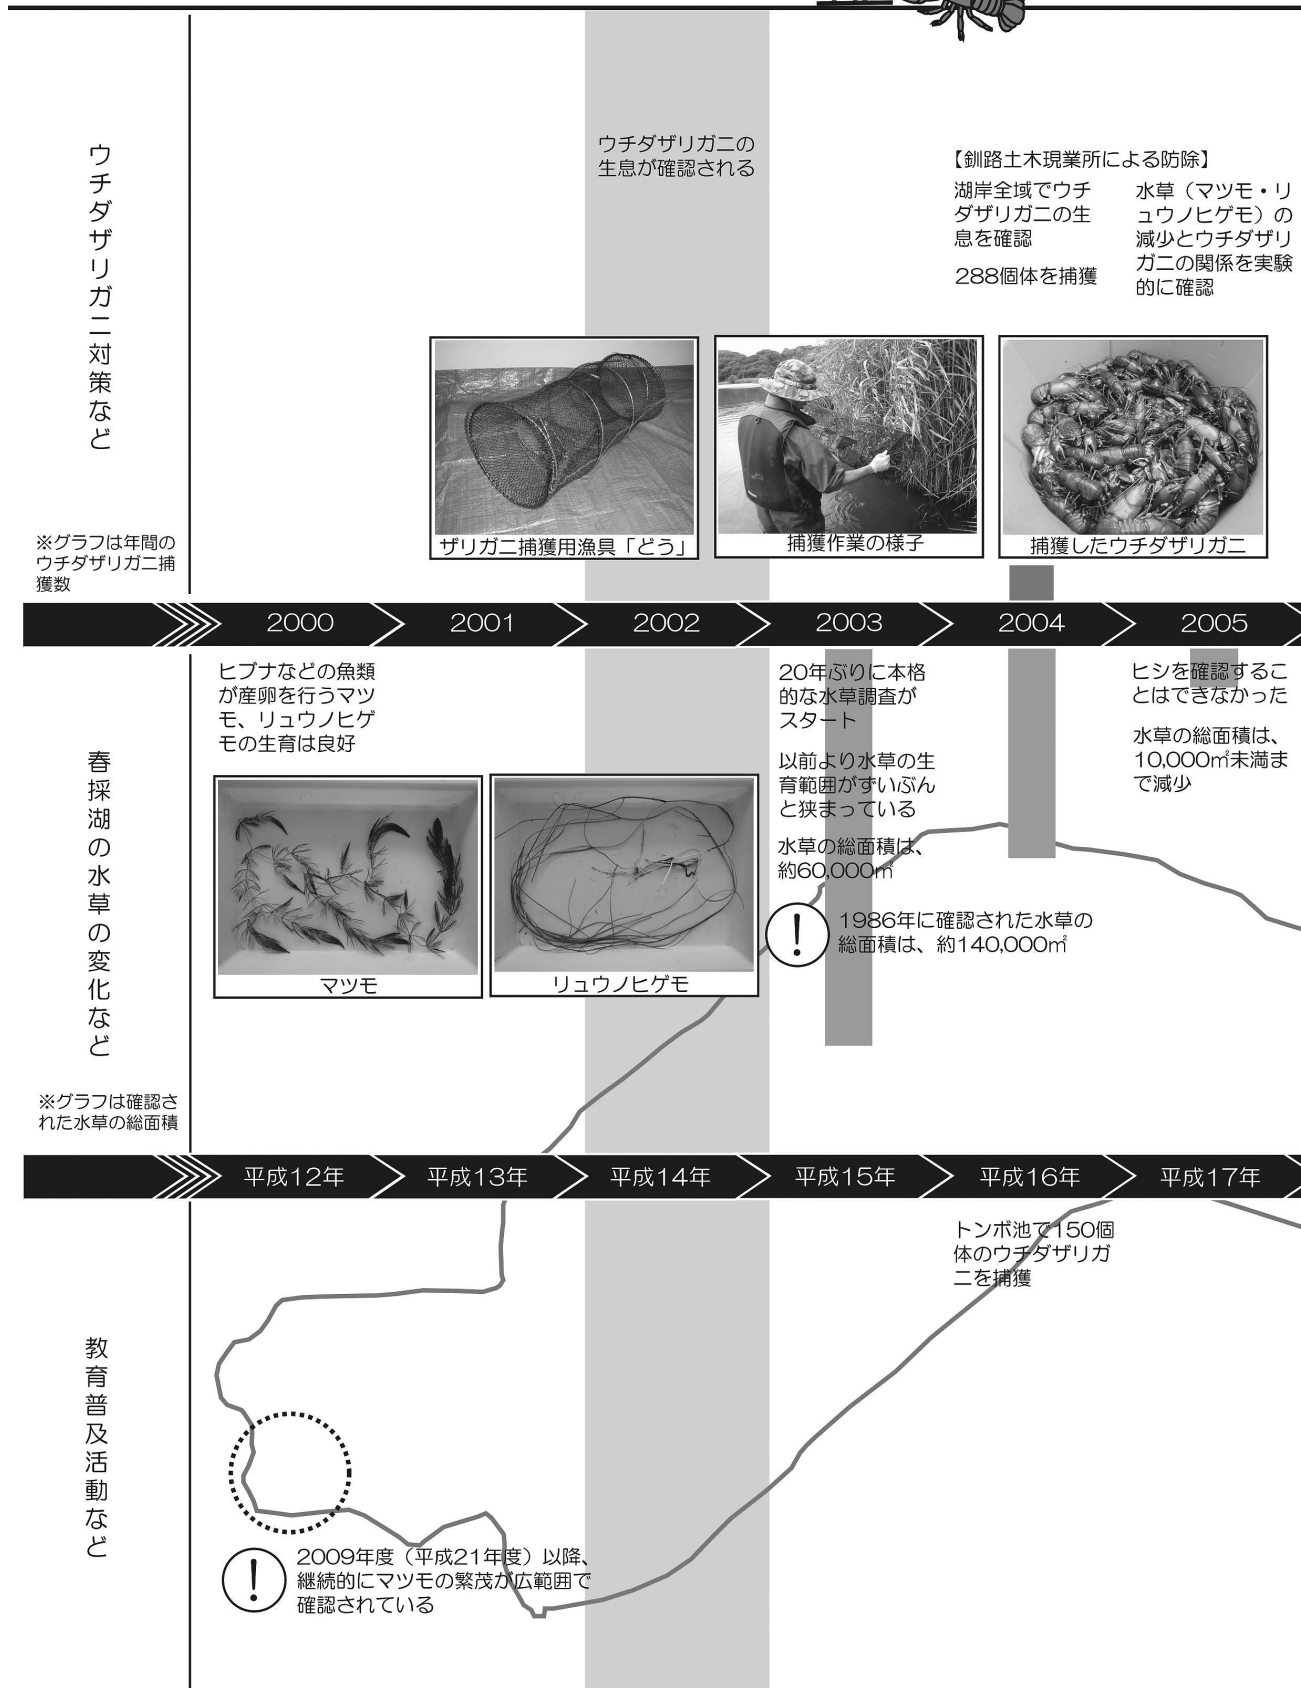 ウチダザリガニ対策など
※グラフは年間の
ウチダザリガニ捕
獲数
ウチダザリガニの
生息が確認される
【釧路土木現業所による防除】
湖岸全域でウチ
ダザリガニの生
息を確認
288個体を捕獲
水草（マツモ・リ
ュウノヒゲモ）の
減少とウチダザリ
ガニの関係を実験
的に確認
ザリガニ捕獲用漁具「どう」
捕獲作業の様子
捕獲したウチダザリガニ
2000
2001
2002
2003
2004
2005
春採湖の水草の変化など
※グラフは確認さ
れた水草の総面積
ヒブナなどの魚類
が産卵を行うマツ
モ、リュウノヒゲ
モの生育は良好
マツモ
リュウノヒゲモ
20年ぶりに本格
的な水草調査が
スタート
以前より水草の生
育範囲がずいぶん
と狭まっている
水草の総面積は、
約60,000㎡
!
1986年に確認された水草の
総面積は、約140,000㎡
ヒシを確認するこ
とはできなかった
水草の総面積は、
10,000㎡未満ま
で減少
平成12年
平成13年
平成14年
平成15年
平成16年
平成17年
教育普及活動など
トンボ池で150個
体のウチダザリガ
ニを捕獲
!
2009年度（平成21年度）以降、
継続的にマツモの繁茂が広範囲で
確認されている